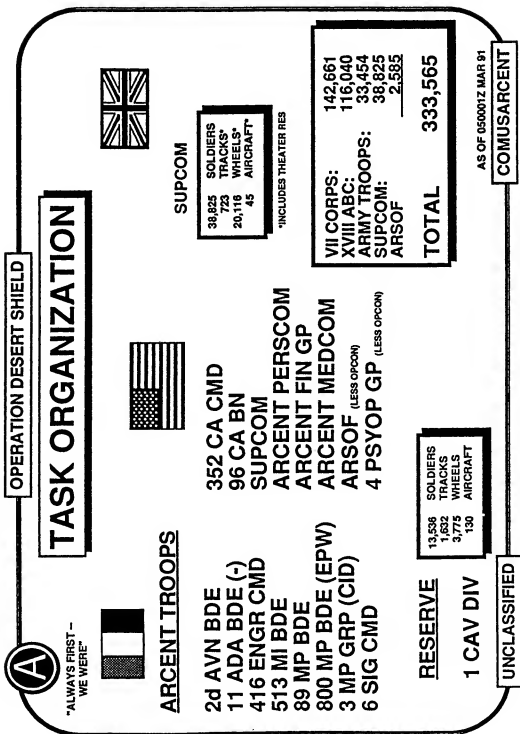 OPERATION DESERT SHIELD
TASK ORGANIZATION
A
"ALWAYS FIRST –
WE WERE"
ARCENT TROOPS
2d AVN BDE
11 ADA BDE (-)
416 ENGR CMD
513 MI BDE
89 MP BDE
800 MP BDE (EPW)
3 MP GRP (CID)
6 SIG CMD
352 CA CMD
96 CA BN
SUPCOM
ARCENT PERSCOM
ARCENT FIN GP
ARCENT MEDCOM
ARSOF (LESS OPCON)
4 PSYOP GP (LESS OPCON)
SUPCOM
38,825 SOLDIERS
723 TRACKS*
20,116 WHEELS*
45 AIRCRAFT*
*INCLUDES THEATER RES
RESERVE
1 CAV DIV
13,536 SOLDIERS
1,632 TRACKS
3,775 WHEELS
130 AIRCRAFT
VII CORPS: 142,661
XVIII ABC: 116,040
ARMY TROOPS: 33,454
SUPCOM: 38,825
ARSOF 2,585
TOTAL 333,565
AS OF 050001Z MAR 91
UNCLASSIFIED
COMUSARCENT